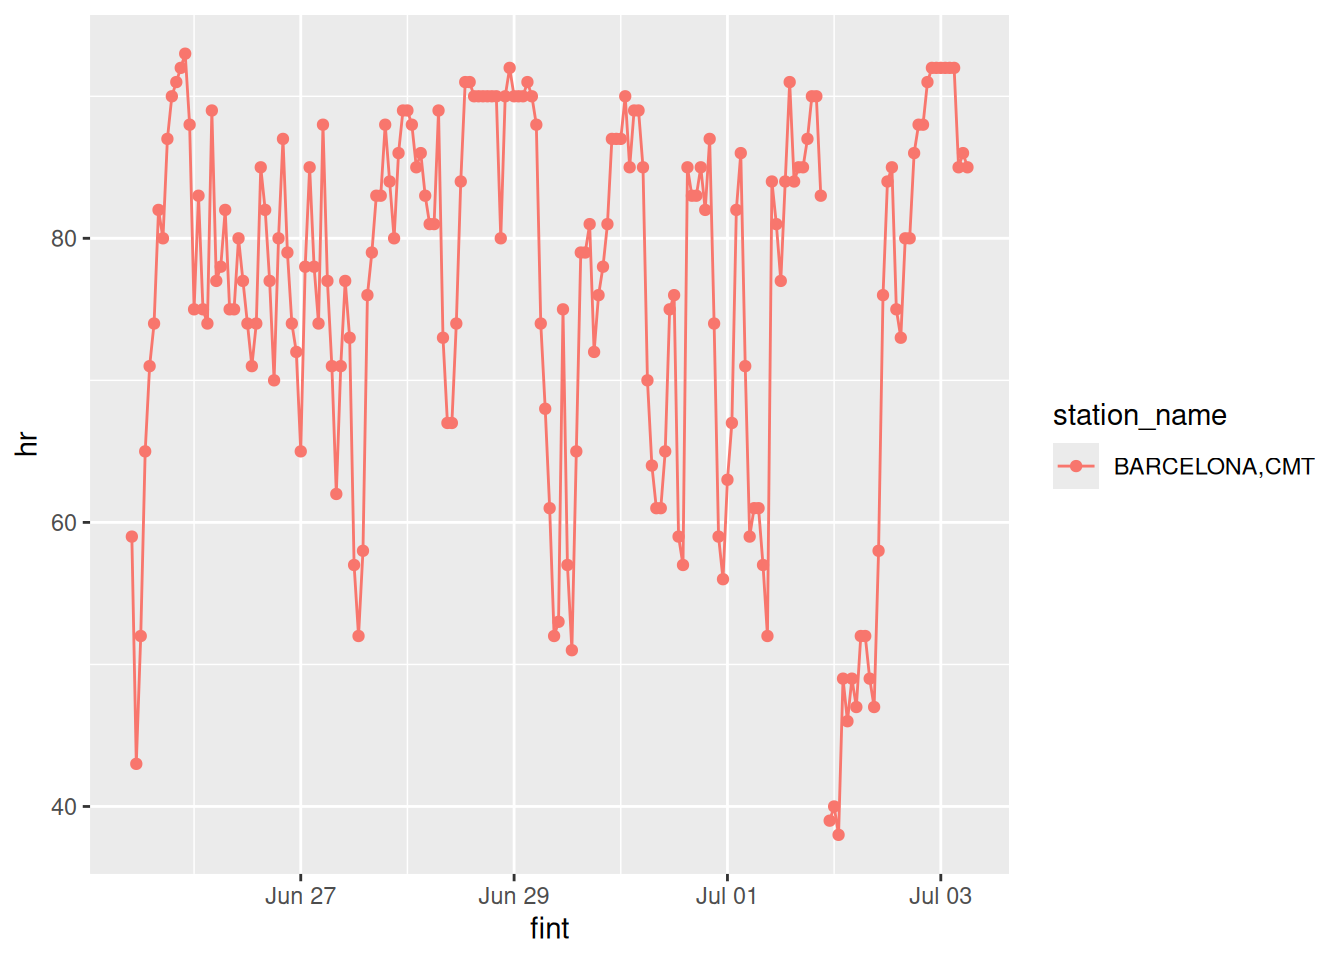 80
60
40
hr
Jun 27
Jun 29
Jul 01
Jul 03
fint
station_name
BARCELONA,CMT